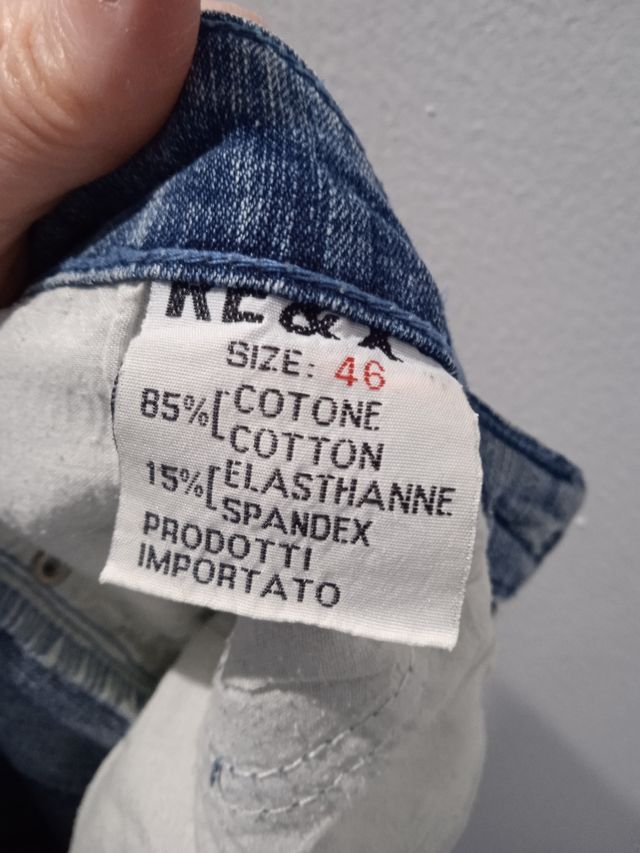 SIZE: 46
85% COTONE
COTTON
15% ELASTHANNE
SPANDEX
PRODOTTI
IMPORTATO